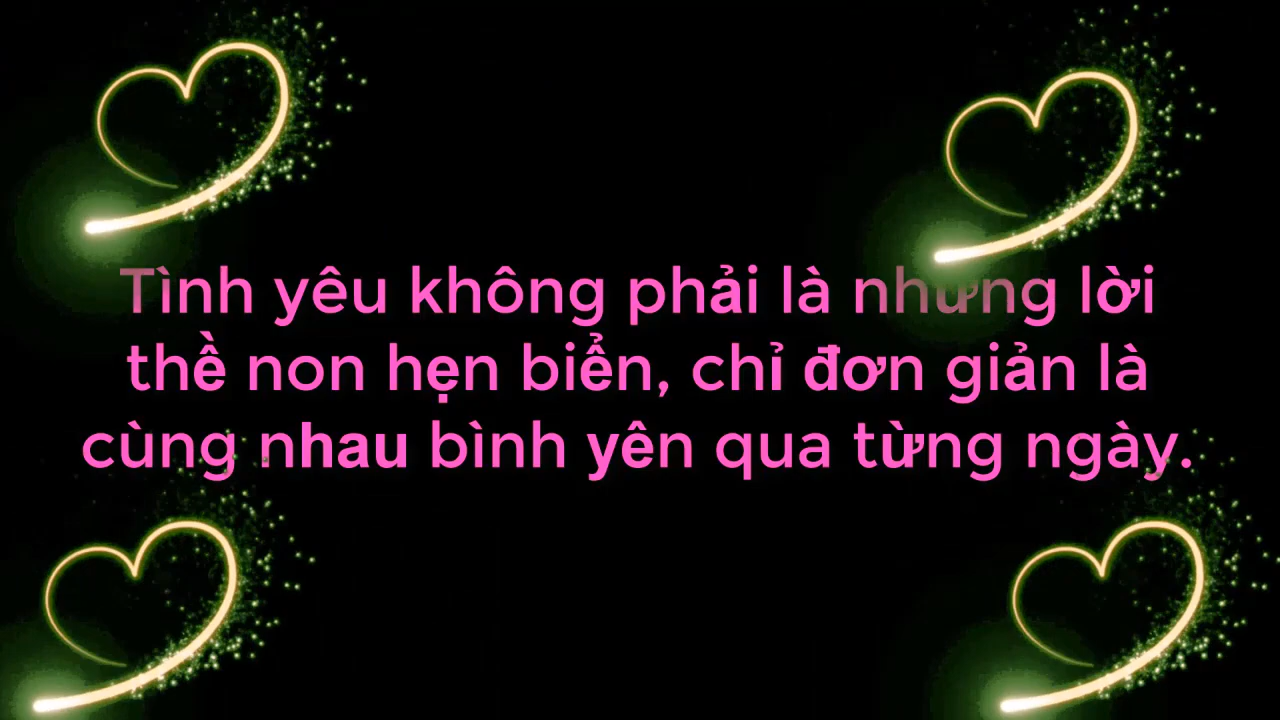 Tình yêu không phải là những lời
thề non hẹn biển, chỉ đơn giản là
cùng nhau bình yên qua từng ngày.